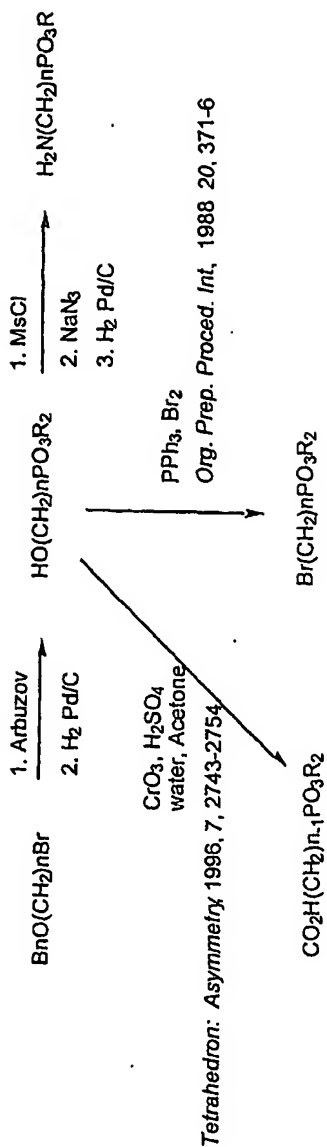 BnO(CH2)nBr
1. Arbuzov
2. H2 Pd/C
HO(CH2)nPO3R2
1. MsCl
2. NaN3
3. H2 Pd/C
H2N(CH2)nPO3R
CrO3, H2SO4
water, Acetone
Tetrahedron: Asymmetry, 1996, 7, 2743-2754
CO2H(CH2)n-1PO3R2
PPh3, Br2
Org. Prep. Proced. Int, 1988 20, 371-6
Br(CH2)nPO3R2